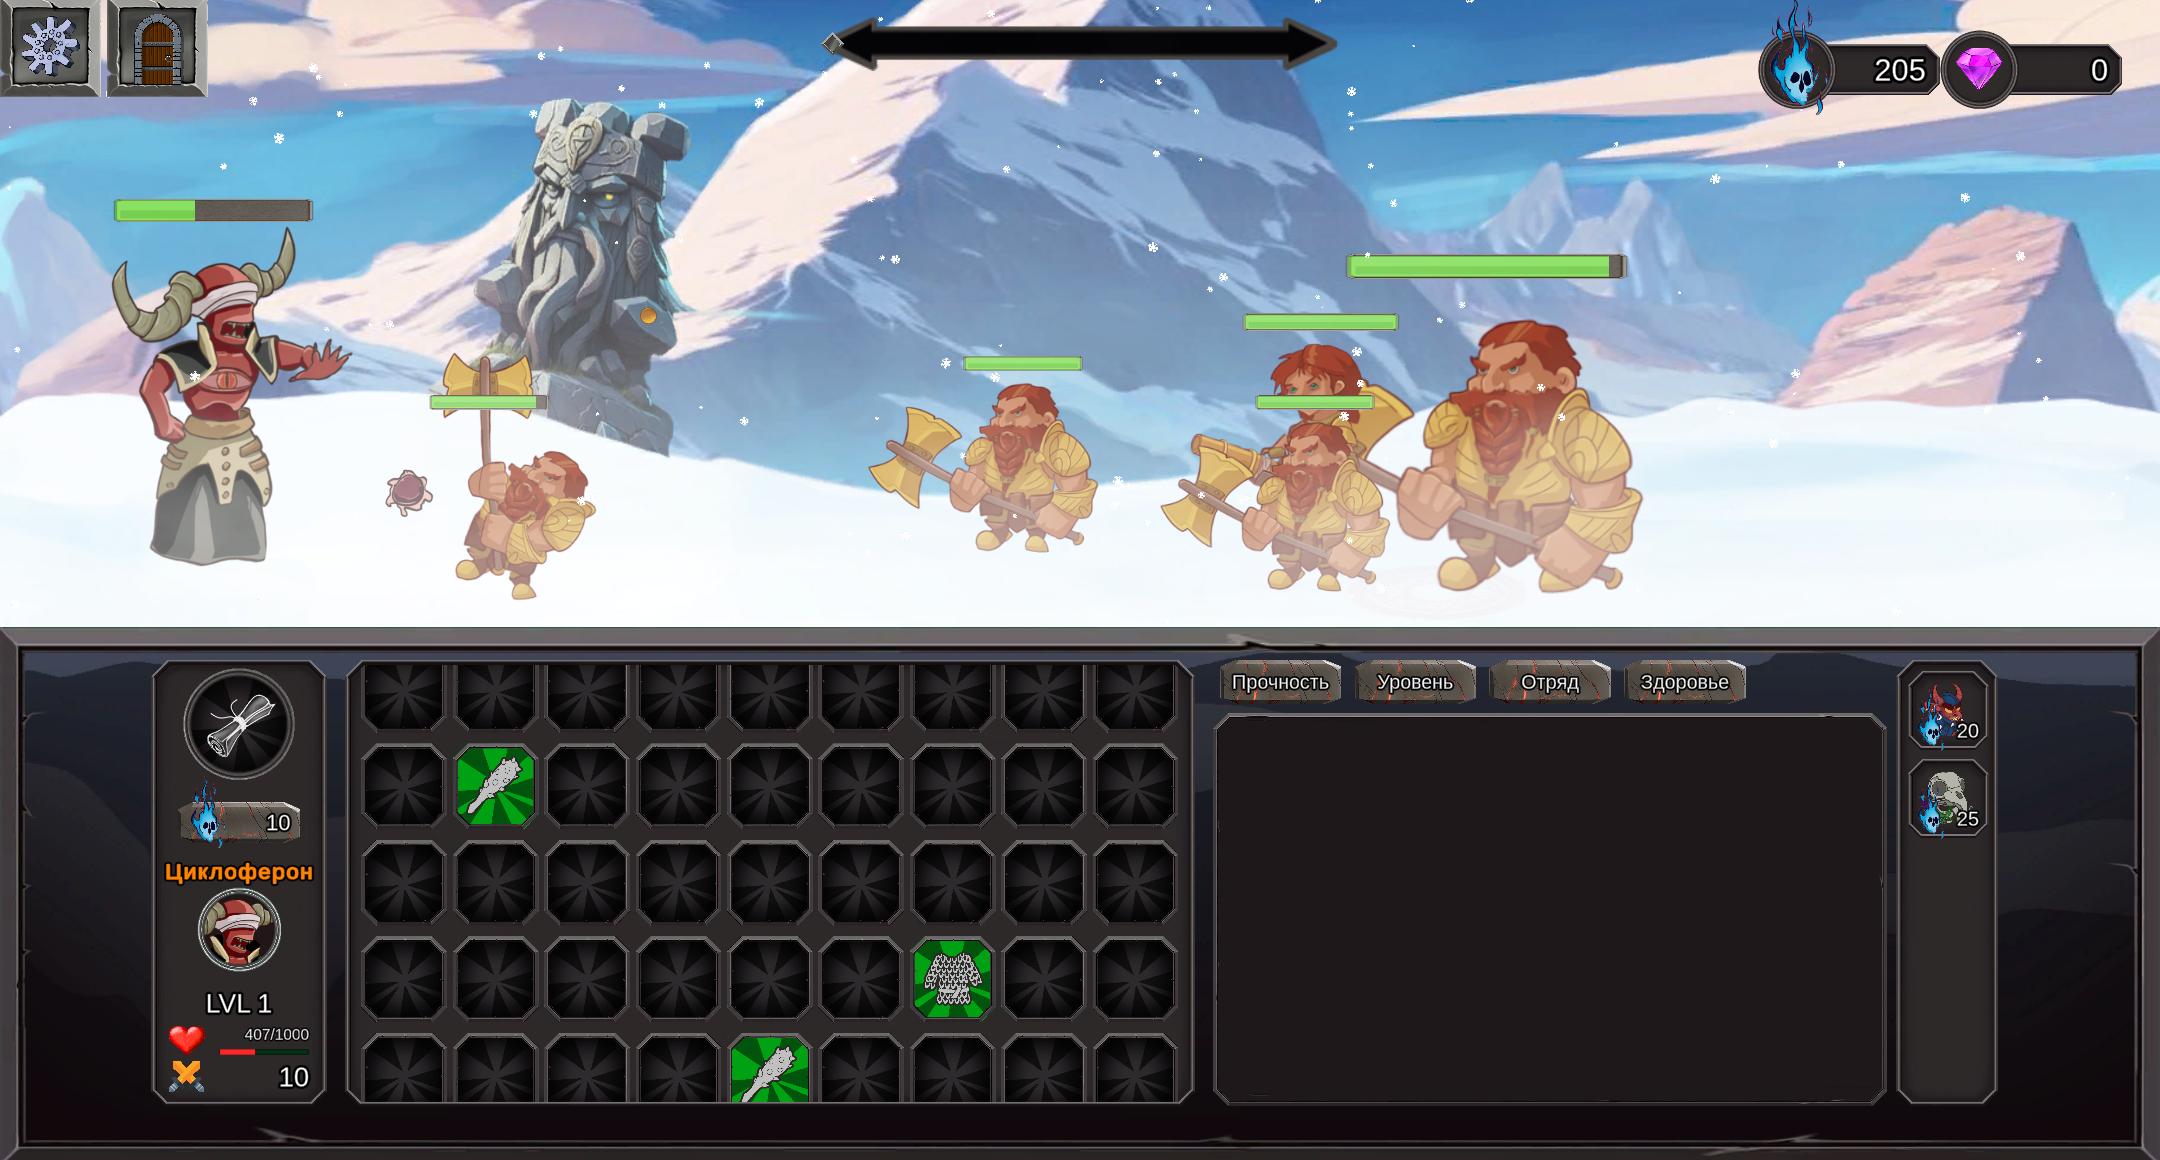 205
0
Прочность
Уровень
Отряд
Здоровье
20
10
25
Циклоферон
LVL 1
407/1000
10